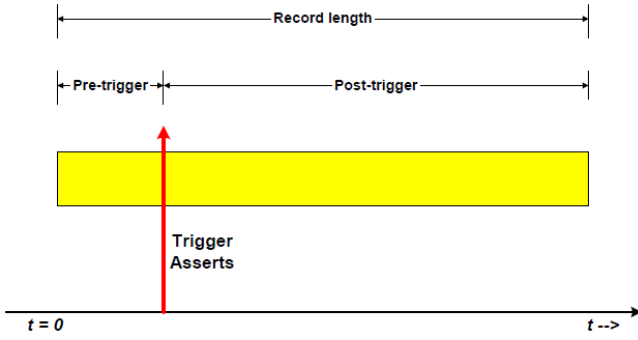 Record length
Pre-trigger
Post-trigger
Trigger
Asserts
t = 0
t -->